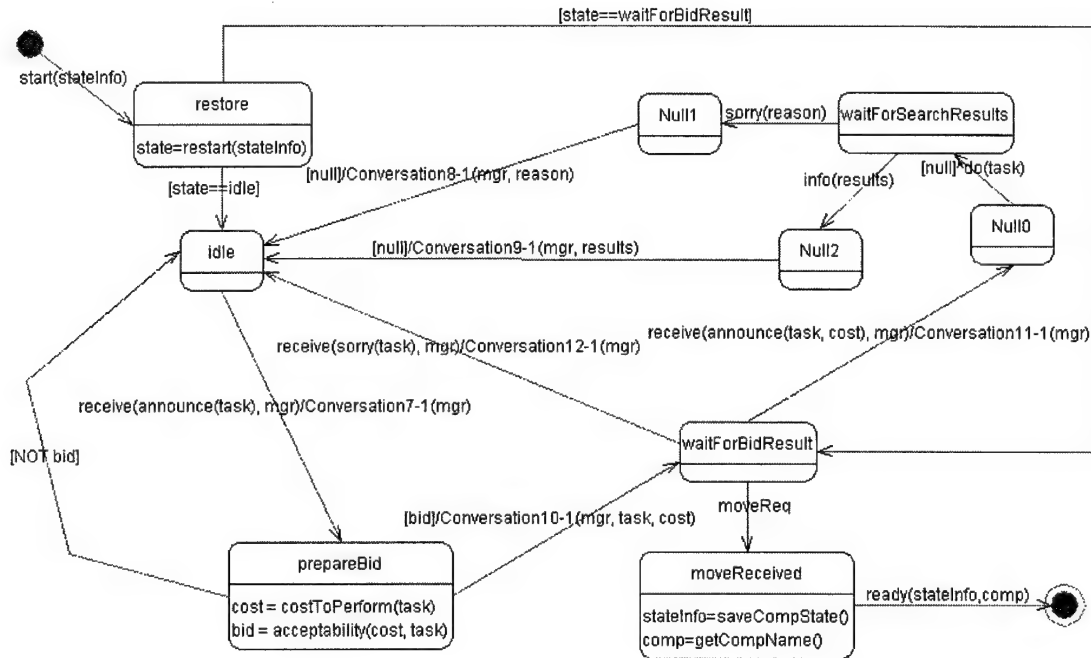 [state==waitForBidResult]
start(stateInfo)
restore
state=restart(stateInfo)
Null1
sorry(reason)
waitForSearchResults
[state==idle]
[null]/Conversation8-1(mgr, reason)
info(results)
[null]^do(task)
idle
[null]/Conversation9-1(mgr, results)
Null2
Null0
receive(sorry(task), mgr)/Conversation12-1(mgr)
receive(announce(task, cost), mgr)/Conversation11-1(mgr)
receive(announce(task), mgr)/Conversation7-1(mgr)
[NOT bid]
waitForBidResult
[bid]/Conversation10-1(mgr, task, cost)
moveReq
prepareBid
cost = costToPerform(task)
bid = acceptability(cost, task)
moveReceived
stateInfo=saveCompState()
comp=getCompName()
ready(stateInfo,comp)